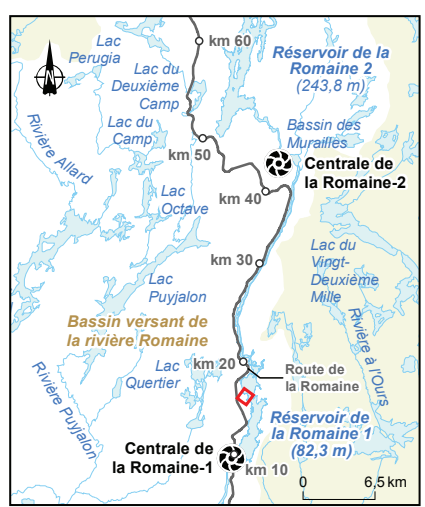 km 60
Lac
Perugia
Réservoir de la
Romaine 2
(243,8 m)
Lac du
Deuxième
Camp
Lac du
Camp
Bassin des
Murailles
Rivière Allard
km 50
Centrale de
la Romaine-2
Lac
Octave
km 40
Lac du
Vingt-
Deuxième
Mille
km 30
Lac
Puyjalon
Bassin versant de
la rivière Romaine
Rivière à l'Ours
km 20
Route de
la Romaine
Lac
Quertier
Rivière Puyjalon
Réservoir de
la Romaine 1
(82,3 m)
Centrale de
la Romaine-1
km 10
0 6,5 km